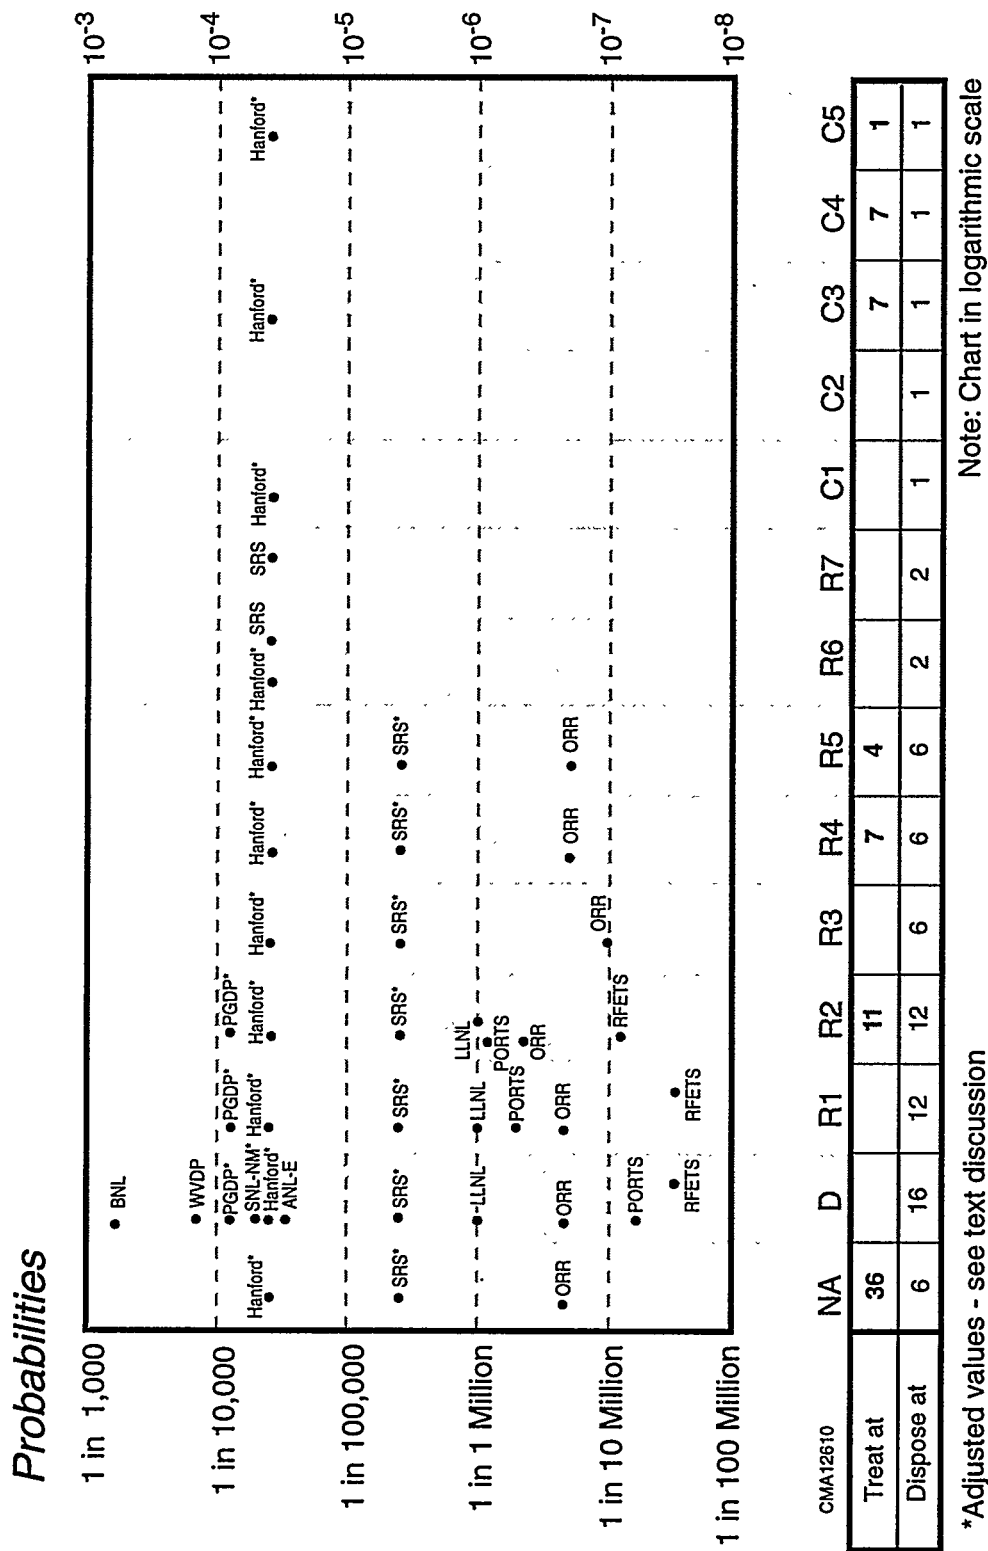 Probabilities
1 in 1,000
1 in 10,000
1 in 100,000
1 in 1 Million
1 in 10 Million
1 in 100 Million
10-3
10-4
10-5
10-6
10-7
10-8
Hanford*
SRS*
ORR
BNL
WVDP
PGDP*
SNL-NM*
Hanford*
ANL-E
SRS*
LLNL
ORR
PORTS
RFETS
PGDP*
Hanford*
SRS*
LLNL
PORTS
ORR
RFETS
PGDP*
Hanford*
SRS*
LLNL
PORTS
ORR
RFETS
Hanford*
SRS*
ORR
Hanford*
SRS*
ORR
Hanford*
SRS*
ORR
Hanford*
SRS
SRS
Hanford*
Hanford*
Hanford*
CMA12610 NA D R1 R2 R3 R4 R5 R6 R7 C1 C2 C3 C4 C5
Treat at 36 11 7 4 7 7 1
Dispose at 6 16 12 12 6 6 6 2 2 1 1 1 1 1
*Adjusted values - see text discussion
Note: Chart in logarithmic scale